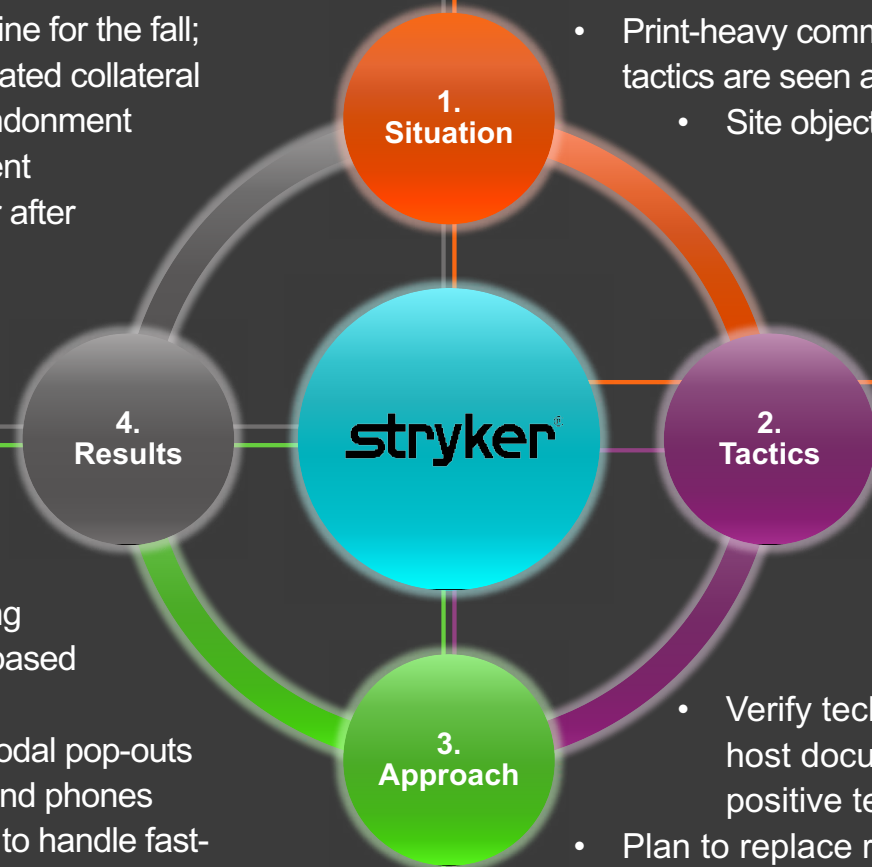 ine for the fall;
ated collateral
ndonment
ent
r after
• Print-heavy comm
tactics are seen a
• Site object
1.
Situation
4.
Results
stryker®
2.
Tactics
3.
Approach
ng
based
odal pop-outs
and phones
to handle fast-
• Verify tech
host docu
positive te
• Plan to replace r